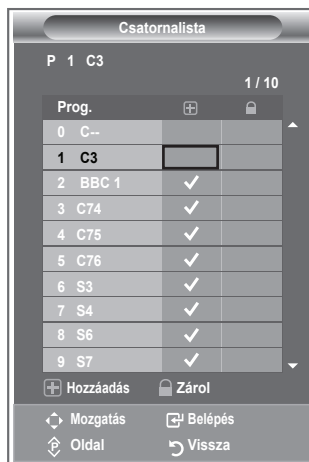 Csatornalista
P 1 C3
1 / 10
Prog.
0 C--
1 C3
2 BBC 1
3 C74
4 C75
5 C76
6 S3
7 S4
8 S6
9 S7
Hozzáadás Zárol
Mozgatás Belépés
Oldal Vissza